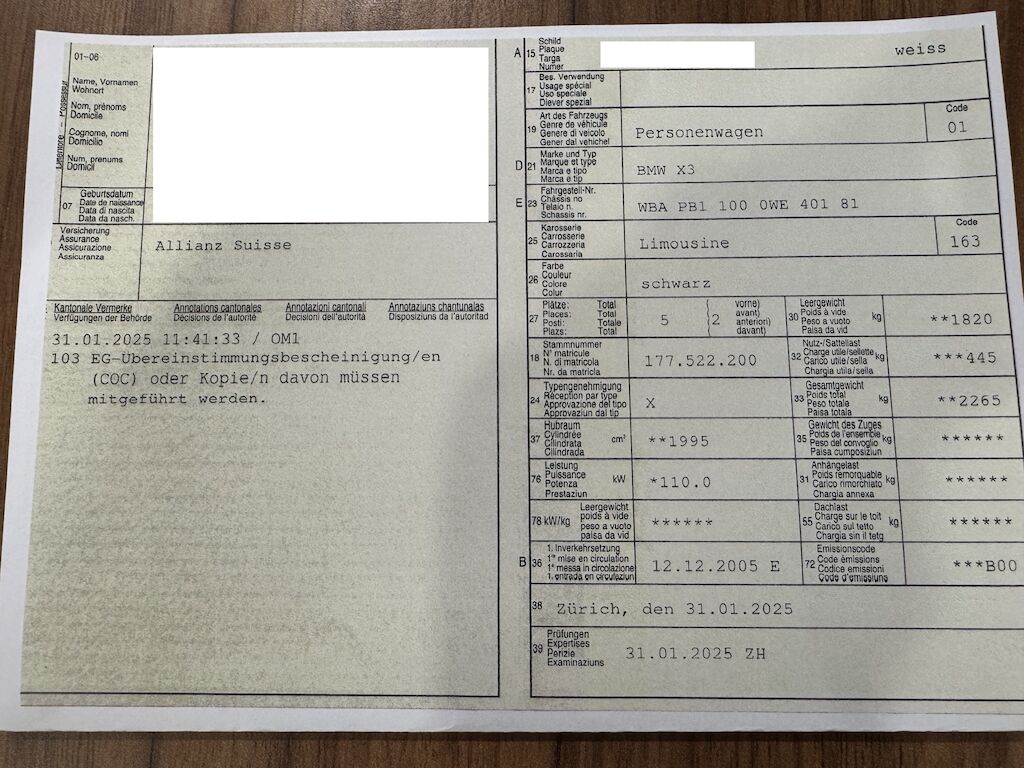 01-06
Name, Vornamen
Wohnort
Nom, prénoms
Domicile
Cognome, nomi
Domicilio
Num, prenums
Domicil
07
Geburtsdatum
Date de naissance
Data di nascita
Data da nasch.
Versicherung
Assurance
Assicurazione
Assicuranza
Allianz Suisse
Kantonale Vermerke
Verfügungen der Behörde
Annotations cantonales
Décisions de l'autorité
Annotazioni cantonali
Decisioni dell'autorità
Annotaziuns chantunalas
Disposiziuns da l'autoritad
31.01.2025 11:41:33 / OM1
103 EG-Übereinstimmungsbescheinigung/en
(COC) oder Kopie/n davon müssen
mitgeführt werden.
A 15
Schild
Plaque
Targa
Numer
weiss
17
Bes. Verwendung
Usage spécial
Uso speciale
Diever spezial
19
Art des Fahrzeugs
Genre de véhicule
Genere di veicolo
Gener dal vehichel
Personenwagen
Code
01
D 21
Marke und Typ
Marque et type
Marca e tipo
Marca e tip
BMW X3
E 23
Fahrgestell-Nr.
Châssis no
Telaio n.
Schassis nr.
WBA PB1 100 0WE 401 81
25
Karosserie
Carrosserie
Carrozzeria
Carossaria
Limousine
Code
163
26
Farbe
Couleur
Colore
Colur
schwarz
27
Plätze: Total
Places: Total
Posti: Totale
Plazs: Total
5
( vorne)
avant)
(2 anteriori)
davant)
30
Leergewicht
Poids à vide
Peso a vuoto
Paisa da vid
kg
**1820
18
Stammnummer
N° matricule
N. di matricola
Nr. da matricla
177.522.200
32
Nutz-/Sattellast
Charge utile/sellette
Carico utile/sella
Chargia utila/sella
kg
***445
24
Typengenehmigung
Réception par type
Approvazione del tipo
Approvaziun dal tip
X
33
Gesamtgewicht
Poids total
Peso totale
Paisa totala
kg
**2265
37
Hubraum
Cylindrée
Cilindrata
Cilindrada
cm³
**1995
35
Gewicht des Zuges
Poids de l'ensemble
Peso del convoglio
Paisa cumposiziun
kg
******
76
Leistung
Puissance
Potenza
Prestaziun
kW
*110.0
31
Anhängelast
Poids remorquable
Carico rimorchiato
Chargia annexa
kg
******
78 kW/kg
Leergewicht
poids à vide
peso a vuoto
paisa da vid
******
55
Dachlast
Charge sur le toit
Carico sul tetto
Chargia sin il tetg
kg
******
B 36
1. Inverkehrsetzung
1re mise en circulation
1a messa in circolazione
1. entrada en circulaziun
12.12.2005 E
72
Emissionscode
Code émissions
Codice emissioni
Code d'emissiuns
***B00
38
Zürich, den 31.01.2025
39
Prüfungen
Expertises
Perizie
Examinaziuns
31.01.2025 ZH